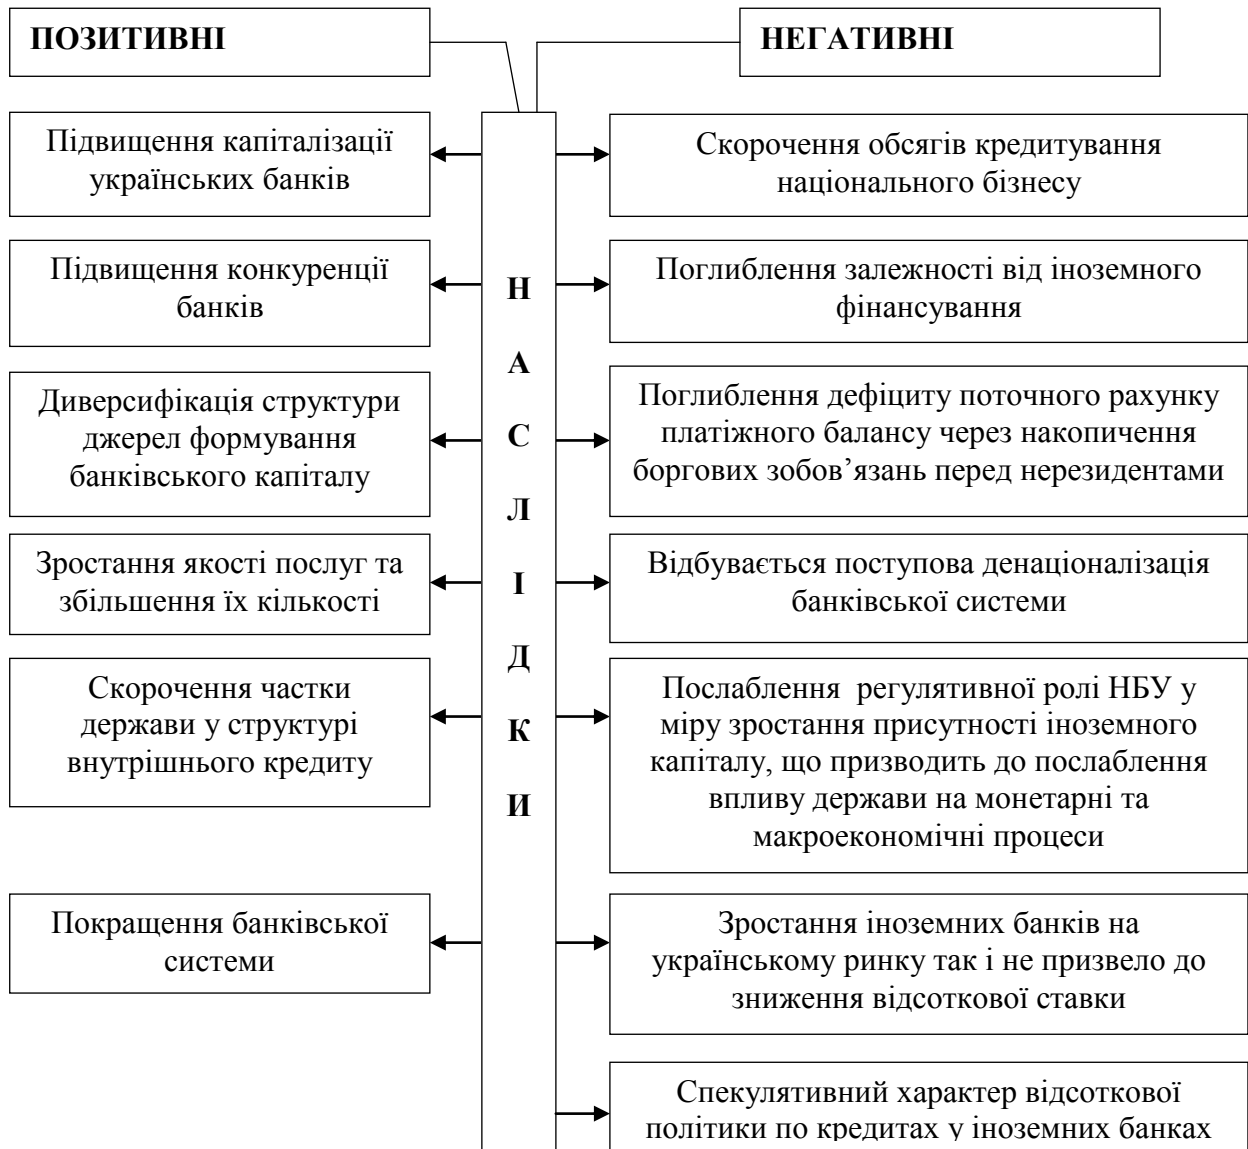 ПОЗИТИВНІ
НЕГАТИВНІ
Підвищення капіталізації
українських банків
Скорочення обсягів кредитування
національного бізнесу
Підвищення конкуренції
банків
Поглиблення залежності від іноземного
фінансування
Диверсифікація структури
джерел формування
банківського капіталу
Поглиблення дефіциту поточного рахунку
платіжного балансу через накопичення
боргових зобов’язань перед нерезидентами
Зростання якості послуг та
збільшення їх кількості
Відбувається поступова денаціоналізація
банківської системи
Скорочення частки
держави у структурі
внутрішнього кредиту
Послаблення регулятивної ролі НБУ у
міру зростання присутності іноземного
капіталу, що призводить до послаблення
впливу держави на монетарні та
макроекономічні процеси
Покращення банківської
системи
Зростання іноземних банків на
українському ринку так і не призвело до
зниження відсоткової ставки
Спекулятивний характер відсоткової
політики по кредитах у іноземних банках
Н
А
С
Л
І
Д
К
И